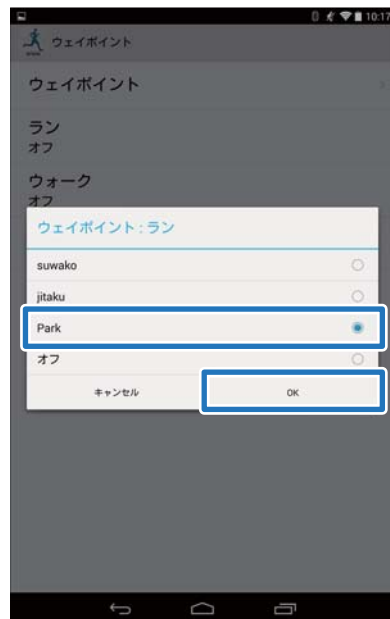 10:17
ウェイポイント
ウェイポイント
ラン
オフ
ウォーク
オフ
ウェイポイント : ラン
suwako
jitaku
Park
オフ
キャンセル
OK